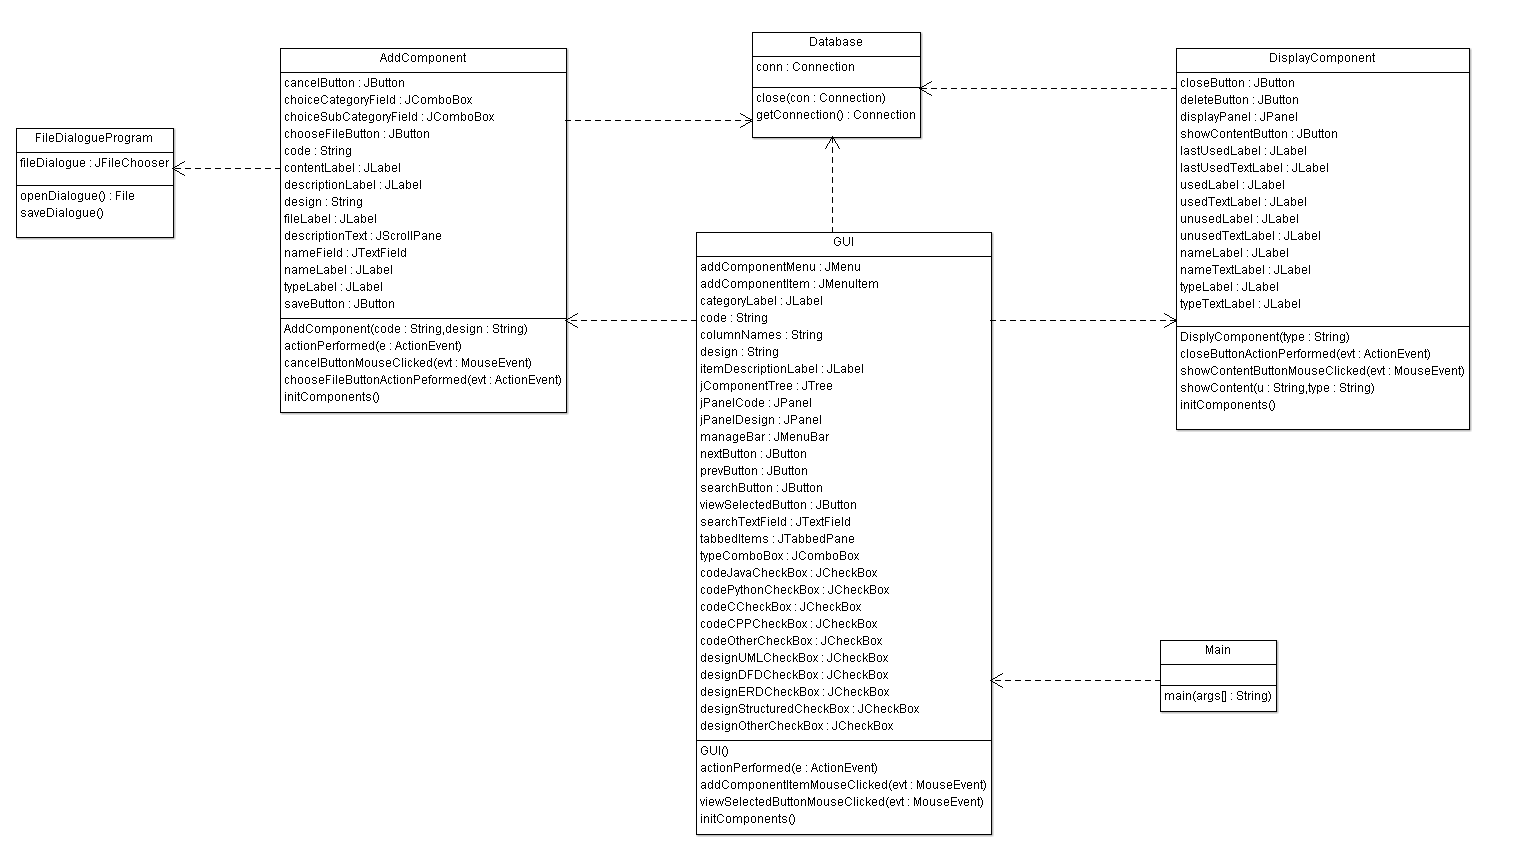 FileDialogueProgram
fileDialogue : JFileChooser
openDialogue() : File
saveDialogue()
AddComponent
cancelButton : JButton
choiceCategoryField : JComboBox
choiceSubCategoryField : JComboBox
chooseFileButton : JButton
code : String
contentLabel : JLabel
descriptionLabel : JLabel
design : String
fileLabel : JLabel
descriptionText : JScrollPane
nameField : JTextField
nameLabel : JLabel
typeLabel : JLabel
saveButton : JButton
AddComponent(code : String,design : String)
actionPerformed(e : ActionEvent)
cancelButtonMouseClicked(evt : MouseEvent)
chooseFileButtonActionPeformed(evt : ActionEvent)
initComponents()
Database
conn : Connection
close(con : Connection)
getConnection() : Connection
GUI
addComponentMenu : JMenu
addComponentItem : JMenuItem
categoryLabel : JLabel
code : String
columnNames : String
design : String
itemDescriptionLabel : JLabel
jComponentTree : JTree
jPanelCode : JPanel
jPanelDesign : JPanel
manageBar : JMenuBar
nextButton : JButton
prevButton : JButton
searchButton : JButton
viewSelectedButton : JButton
searchTextField : JTextField
tabbedItems : JTabbedPane
typeComboBox : JComboBox
codeJavaCheckBox : JCheckBox
codePythonCheckBox : JCheckBox
codeCCheckBox : JCheckBox
codeCPPCheckBox : JCheckBox
codeOtherCheckBox : JCheckBox
designUMLCheckBox : JCheckBox
designDFDCheckBox : JCheckBox
designERDCheckBox : JCheckBox
designStructuredCheckBox : JCheckBox
designOtherCheckBox : JCheckBox
GUI()
actionPerformed(e : ActionEvent)
addComponentItemMouseClicked(evt : MouseEvent)
viewSelectedButtonMouseClicked(evt : MouseEvent)
initComponents()
DisplayComponent
closeButton : JButton
deleteButton : JButton
displayPanel : JPanel
showContentButton : JButton
lastUsedLabel : JLabel
lastUsedTextLabel : JLabel
usedLabel : JLabel
usedTextLabel : JLabel
unusedLabel : JLabel
unusedTextLabel : JLabel
nameLabel : JLabel
nameTextLabel : JLabel
typeLabel : JLabel
typeTextLabel : JLabel
DisplyComponent(type : String)
closeButtonActionPerformed(evt : ActionEvent)
showContentButtonMouseClicked(evt : MouseEvent)
showContent(u : String,type : String)
initComponents()
Main
main(args[] : String)